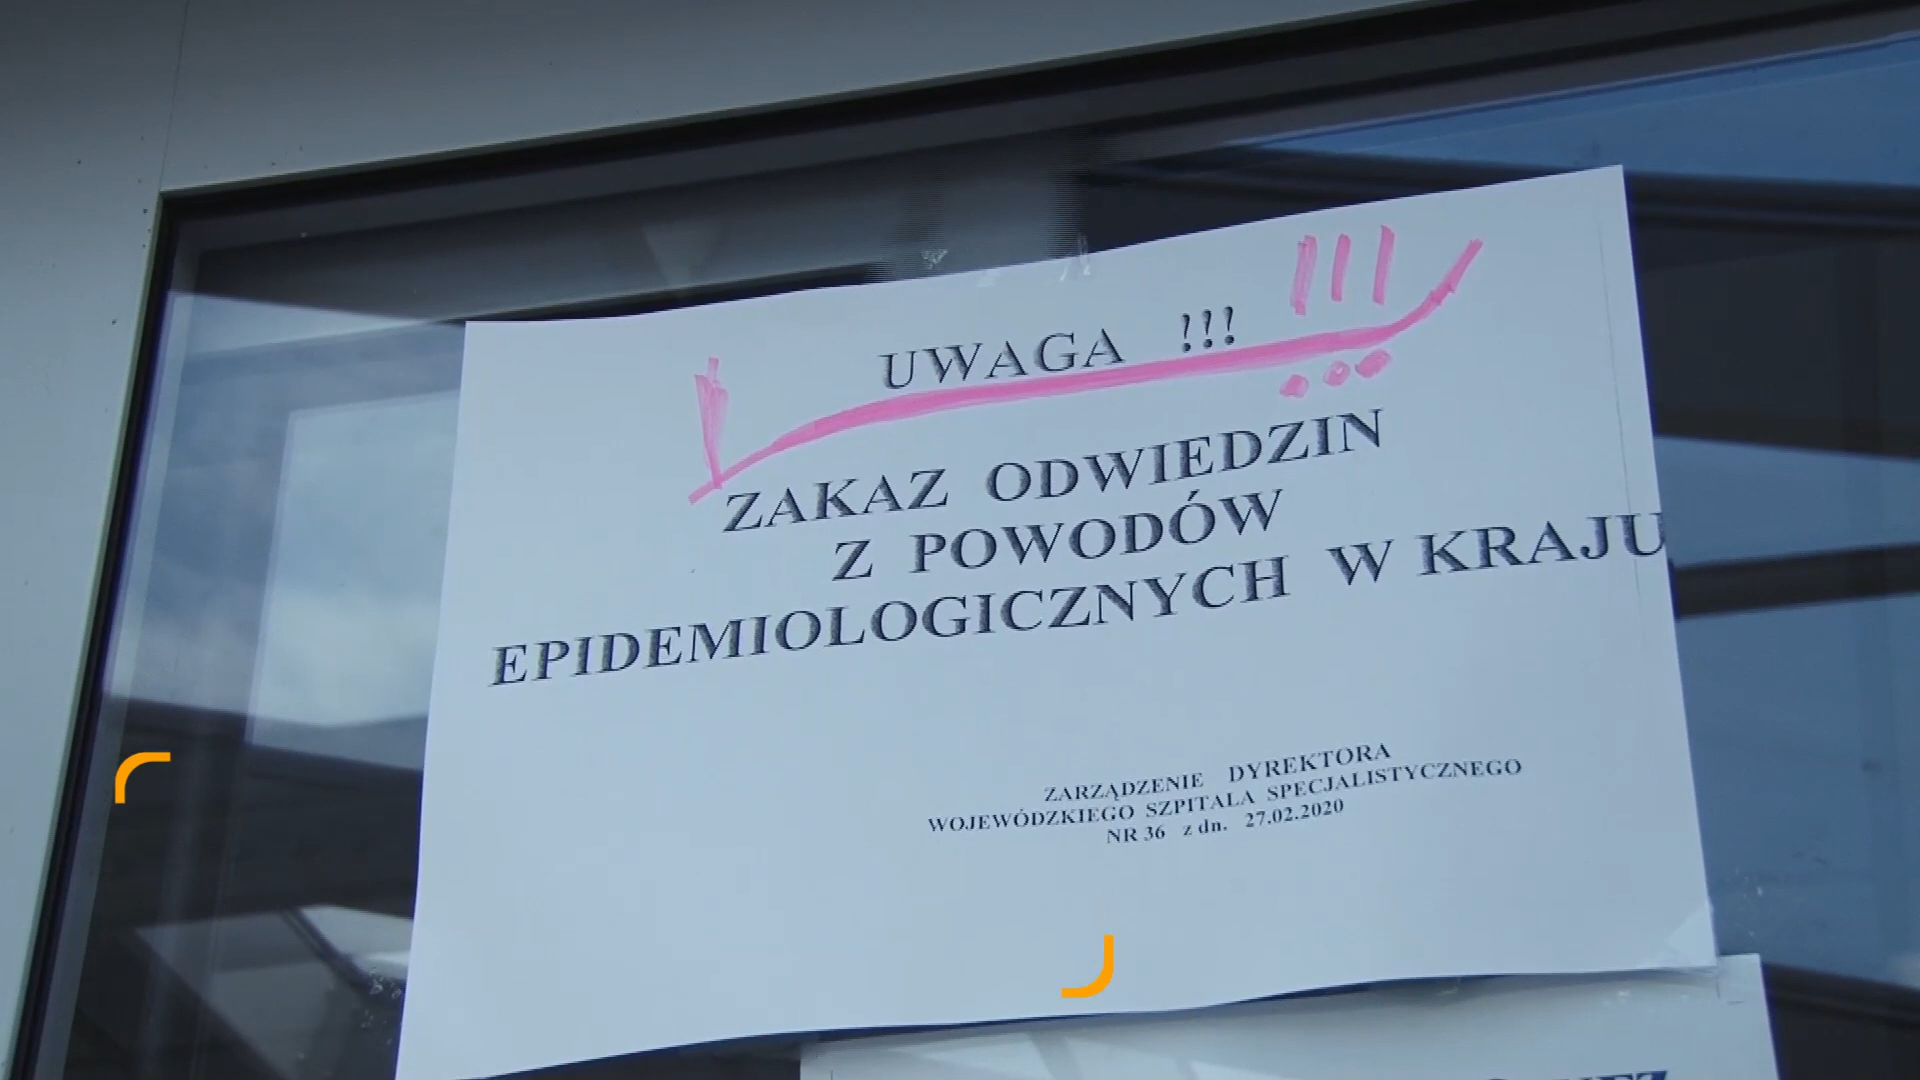 UWAGA !!! !!!
ZAKAZ ODWIEDZIN
Z POWODÓW
EPIDEMIOLOGICZNYCH W KRAJU
ZARZĄDZENIE DYREKTORA
WOJEWÓDZKIEGO SZPITALA SPECJALISTYCZNEGO
NR 36 z dn. 27.02.2020